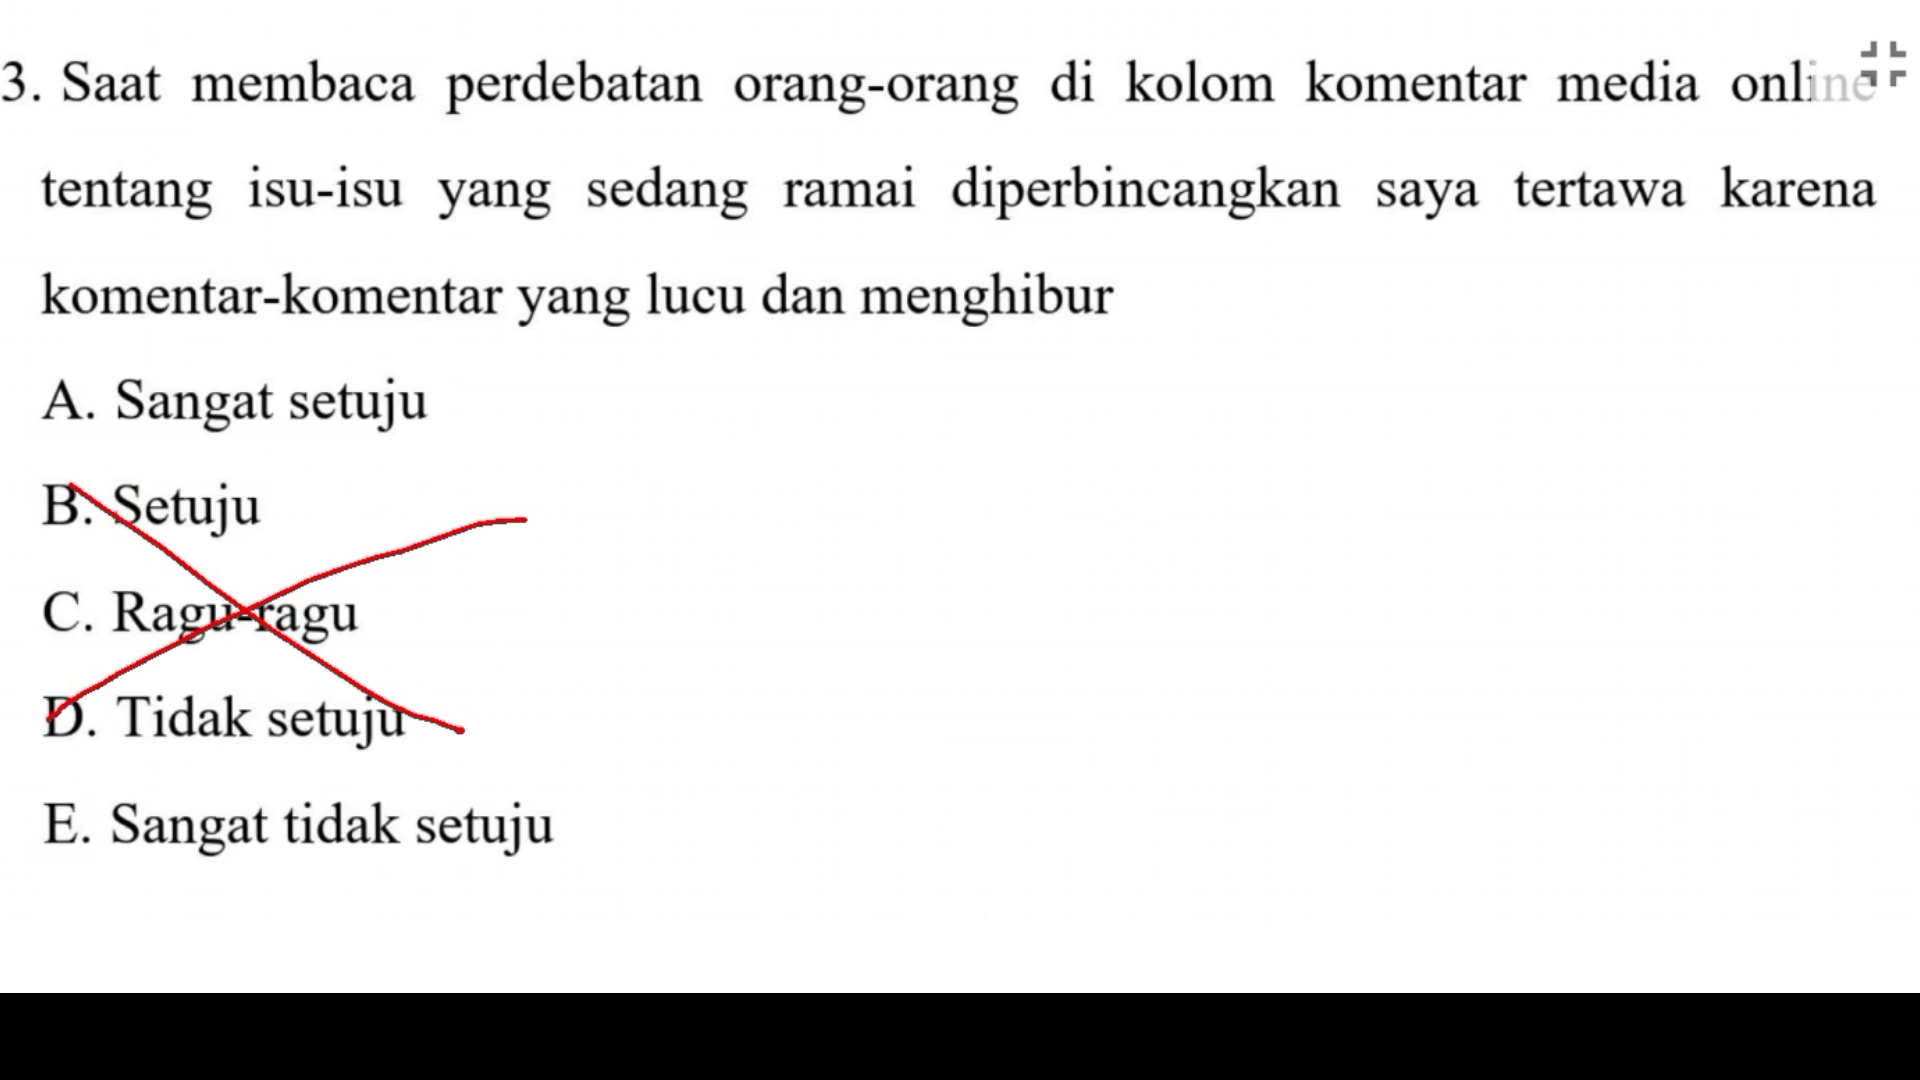 3. Saat membaca perdebatan orang-orang di kolom komentar media online
tentang isu-isu yang sedang ramai diperbincangkan saya tertawa karena
komentar-komentar yang lucu dan menghibur
A. Sangat setuju
B. Setuju
C. Ragu-ragu
D. Tidak setuju
E. Sangat tidak setuju